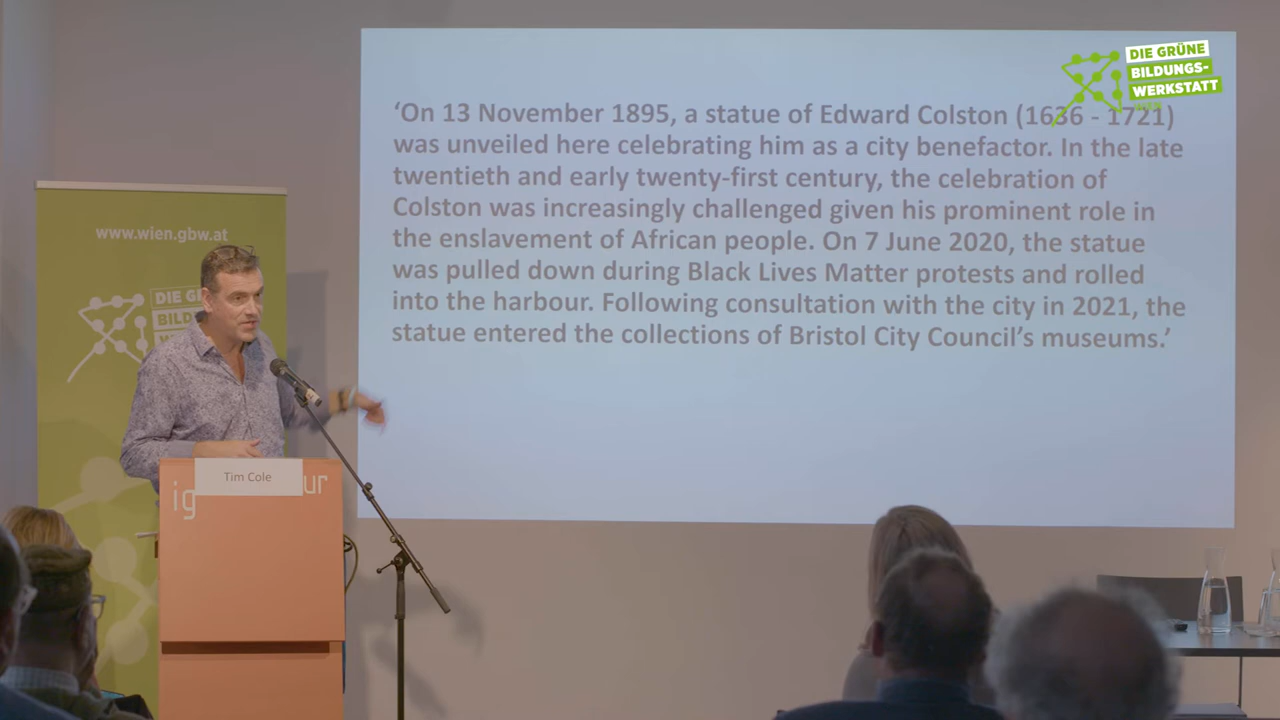 DIE GRÜNE
BILDUNGS-
WERKSTATT
WIEN
‘On 13 November 1895, a statue of Edward Colston (1636 - 1721)
was unveiled here celebrating him as a city benefactor. In the late
twentieth and early twenty-first century, the celebration of
Colston was increasingly challenged given his prominent role in
the enslavement of African people. On 7 June 2020, the statue
was pulled down during Black Lives Matter protests and rolled
into the harbour. Following consultation with the city in 2021, the
statue entered the collections of Bristol City Council’s museums.’
www.wien.gbw.at
DIE G
BILD
Tim Cole
ig ur